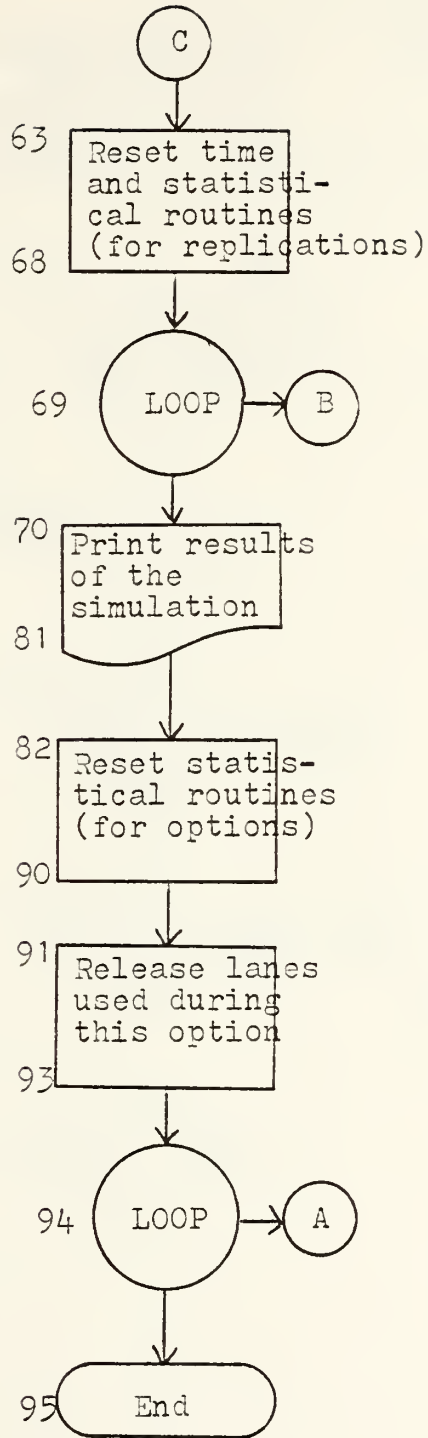 C
63
Reset time
and statisti-
cal routines
(for replications)
68
69 LOOP B
70
Print results
of the
simulation
81
82
Reset statis-
tical routines
(for options)
90
91
Release lanes
used during
this option
93
94 LOOP A
95 End